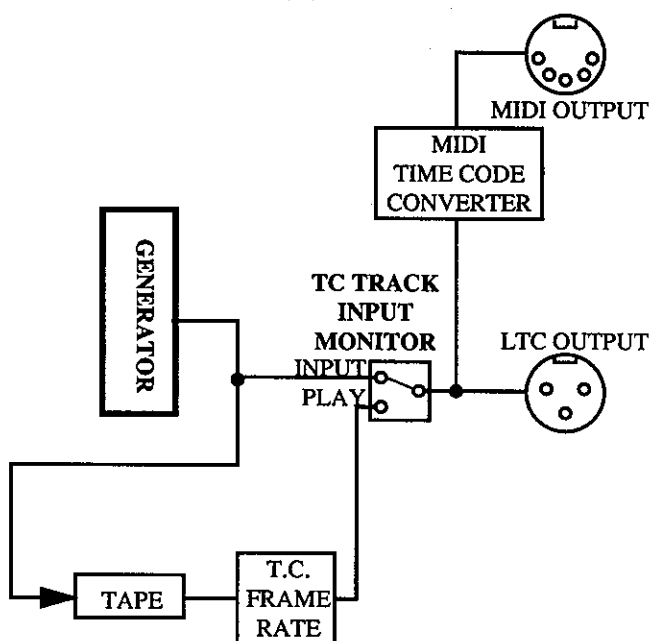 MIDI OUTPUT
MIDI
TIME CODE
CONVERTER
GENERATOR
TC TRACK
INPUT
MONITOR
LTC OUTPUT
INPUT
PLAY
TAPE
T.C.
FRAME
RATE